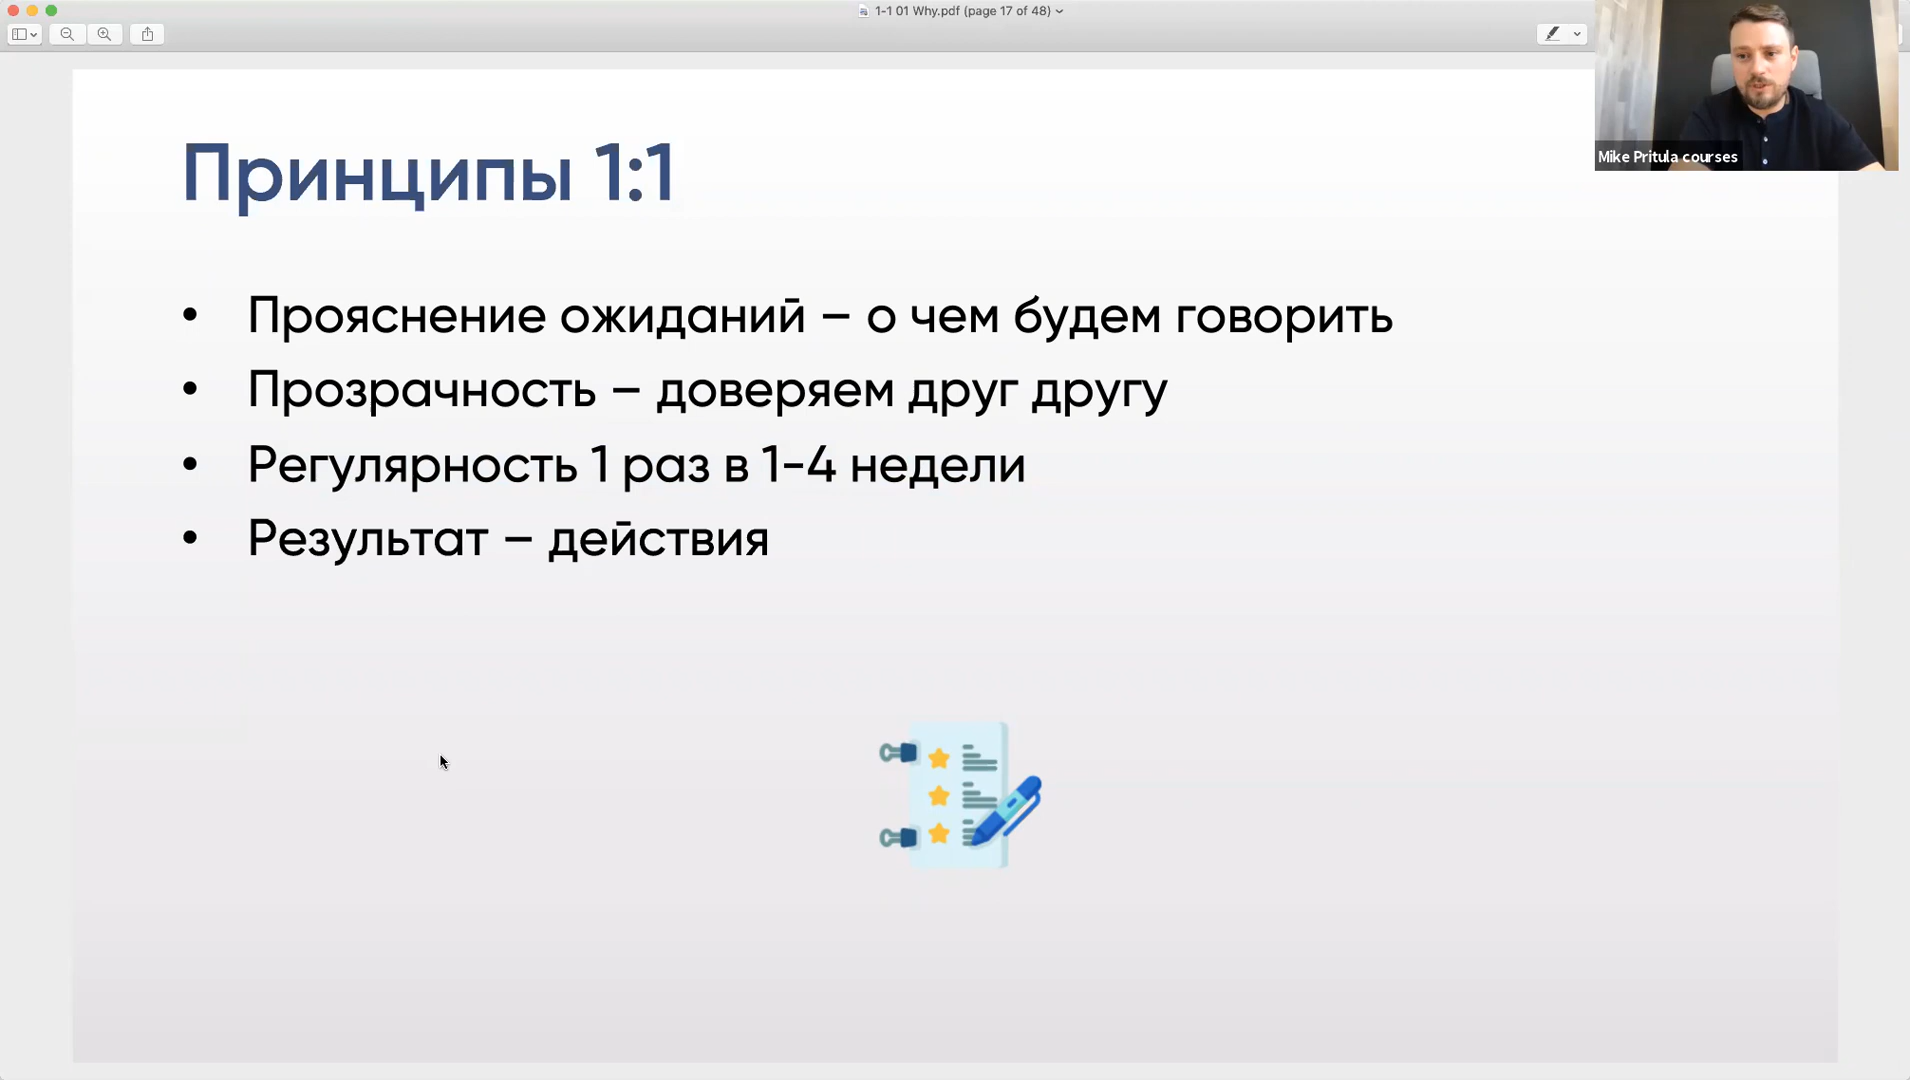 1-1 01 Why.pdf (page 17 of 48)
Mike Pritula courses
Принципы 1:1
• Прояснение ожиданий – о чем будем говорить
• Прозрачность – доверяем друг другу
• Регулярность 1 раз в 1-4 недели
• Результат – действия